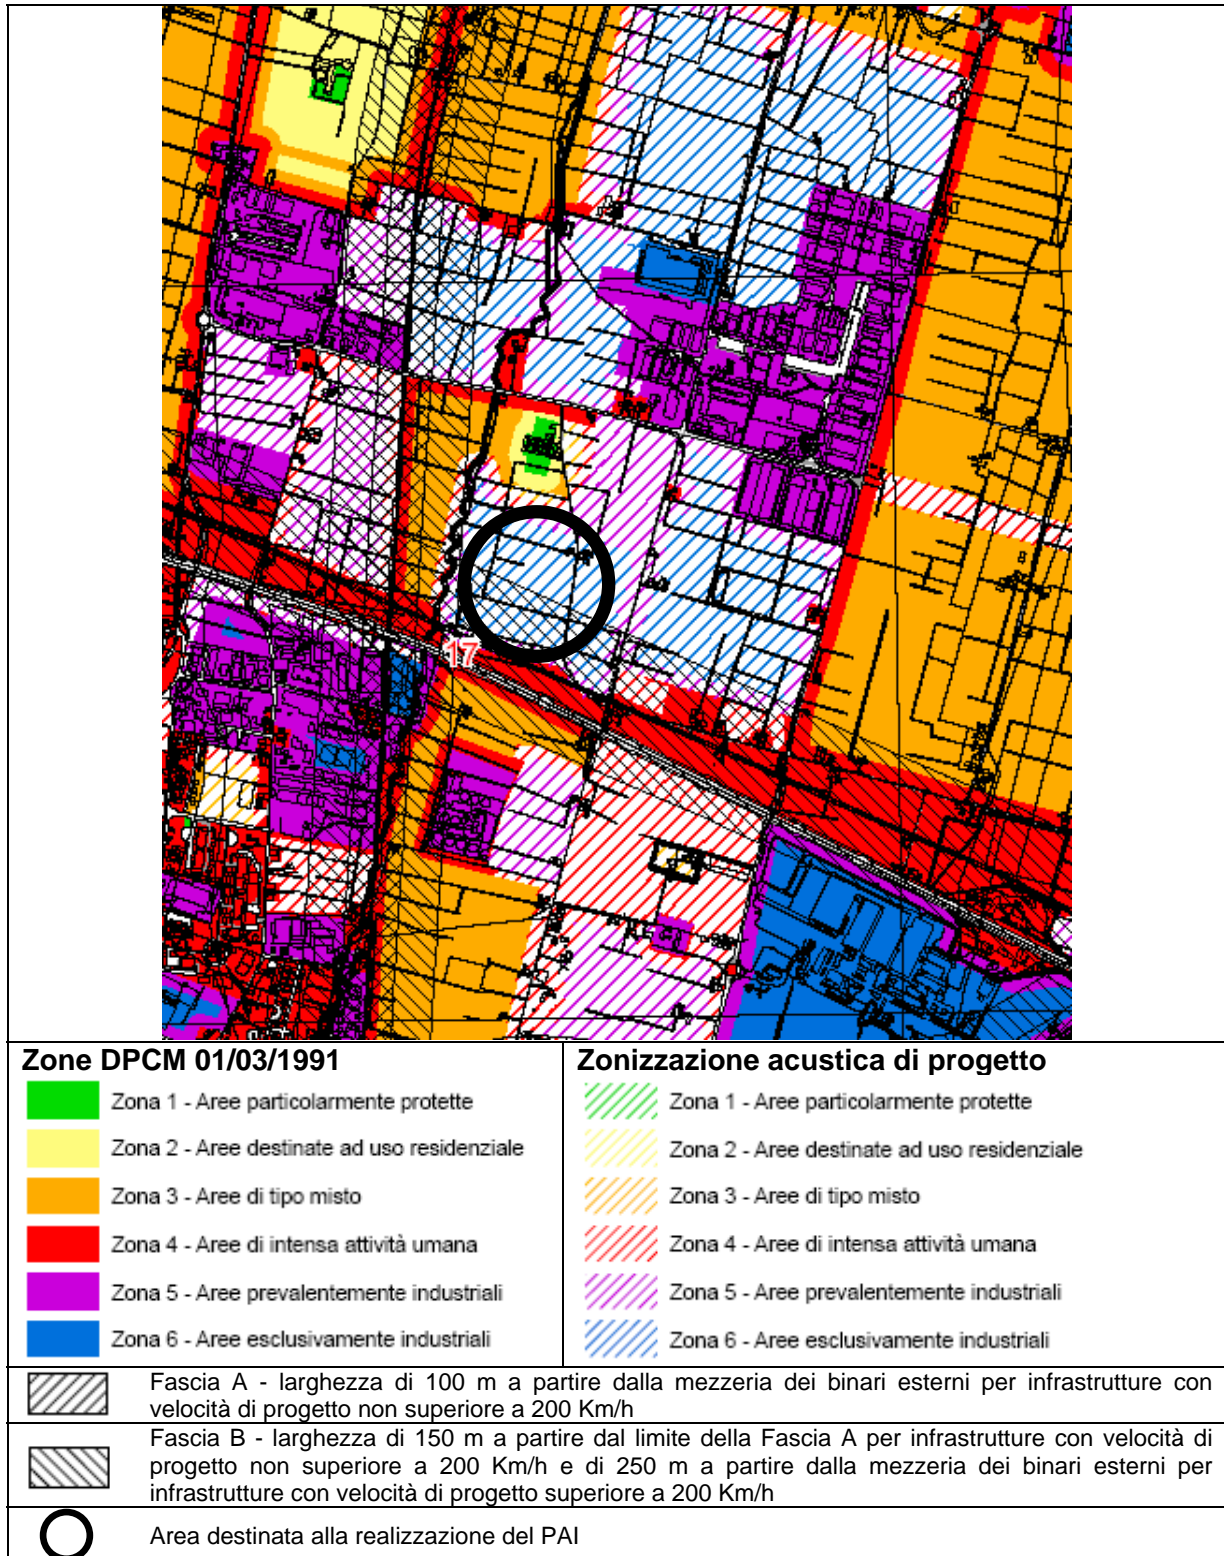 17
Zone DPCM 01/03/1991
Zona 1 - Aree particolarmente protette
Zona 2 - Aree destinate ad uso residenziale
Zona 3 - Aree di tipo misto
Zona 4 - Aree di intensa attività umana
Zona 5 - Aree prevalentemente industriali
Zona 6 - Aree esclusivamente industriali
Zonizzazione acustica di progetto
Zona 1 - Aree particolarmente protette
Zona 2 - Aree destinate ad uso residenziale
Zona 3 - Aree di tipo misto
Zona 4 - Aree di intensa attività umana
Zona 5 - Aree prevalentemente industriali
Zona 6 - Aree esclusivamente industriali
Fascia A - larghezza di 100 m a partire dalla mezzeria dei binari esterni per infrastrutture con
velocità di progetto non superiore a 200 Km/h
Fascia B - larghezza di 150 m a partire dal limite della Fascia A per infrastrutture con velocità di
progetto non superiore a 200 Km/h e di 250 m a partire dalla mezzeria dei binari esterni per
infrastrutture con velocità di progetto superiore a 200 Km/h
Area destinata alla realizzazione del PAI